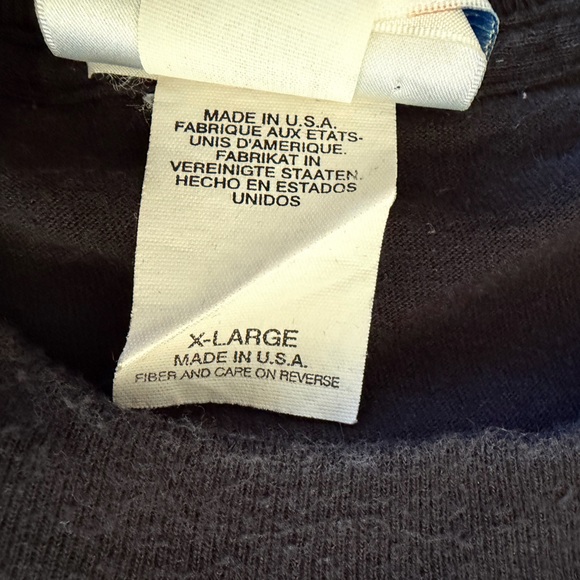 MADE IN U.S.A.
FABRIQUE AUX ETATS-
UNIS D'AMERIQUE.
FABRIKAT IN
VEREINIGTE STAATEN.
HECHO EN ESTADOS
UNIDOS
X-LARGE
MADE IN U.S.A.
FIBER AND CARE ON REVERSE